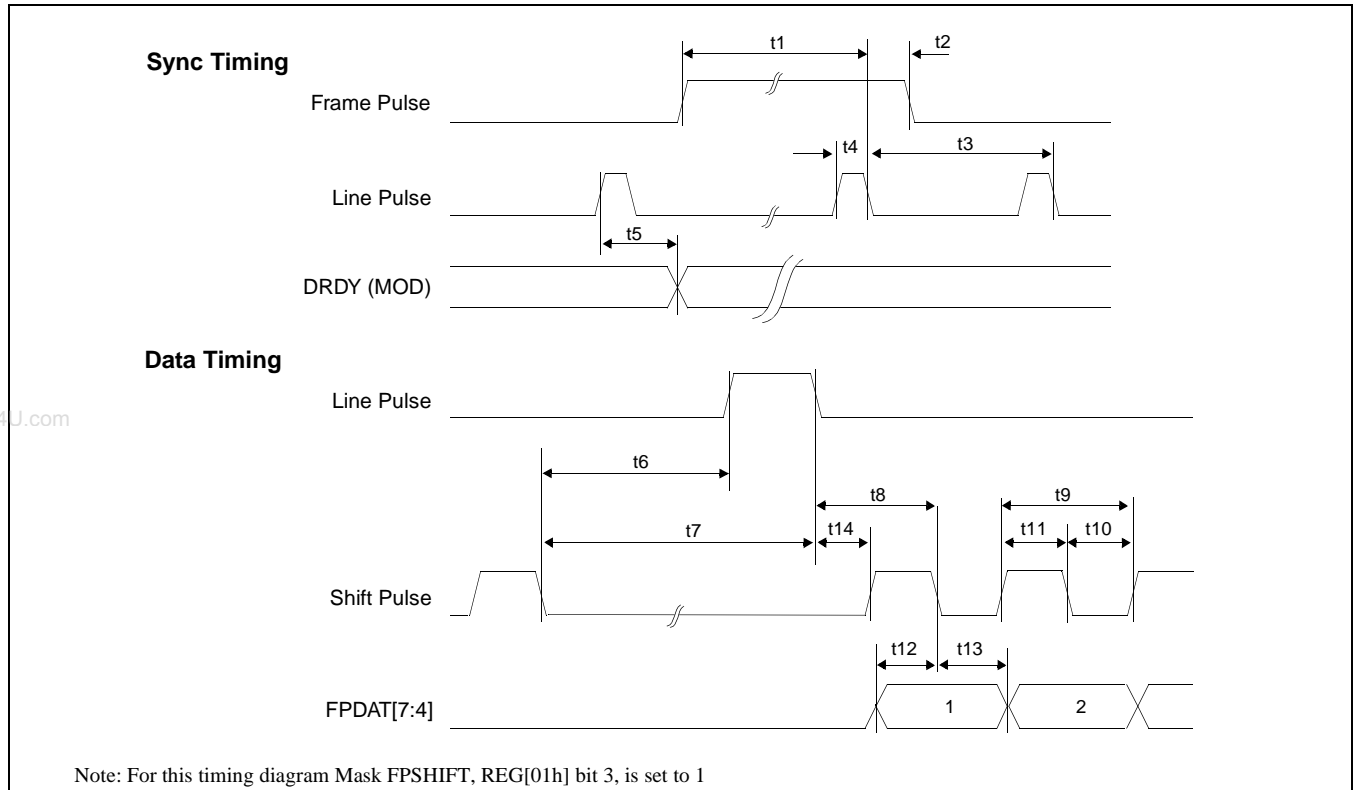 Sync Timing
t1
t2
Frame Pulse
t4
t3
Line Pulse
t5
DRDY (MOD)
Data Timing
Line Pulse
4U.com
t6
t8
t9
t7
t14
t11
t10
Shift Pulse
t12
t13
FPDAT[7:4]
1
2
Note: For this timing diagram Mask FPSHIFT, REG[01h] bit 3, is set to 1